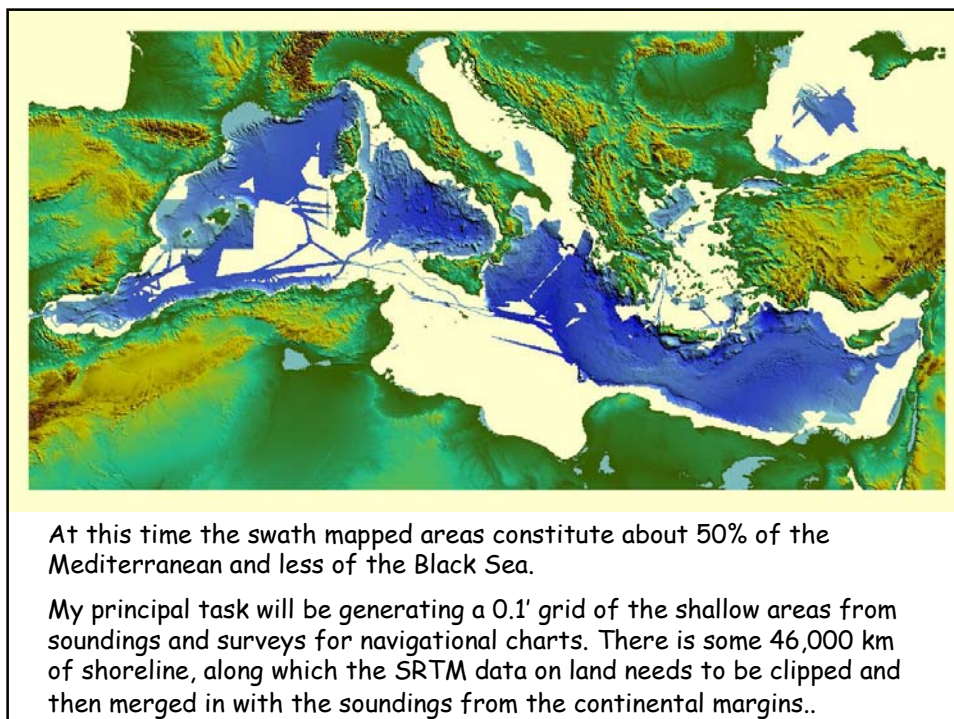 At this time the swath mapped areas constitute about 50% of the
Mediterranean and less of the Black Sea.
My principal task will be generating a 0.1' grid of the shallow areas from
soundings and surveys for navigational charts. There is some 46,000 km
of shoreline, along which the SRTM data on land needs to be clipped and
then merged in with the soundings from the continental margins..